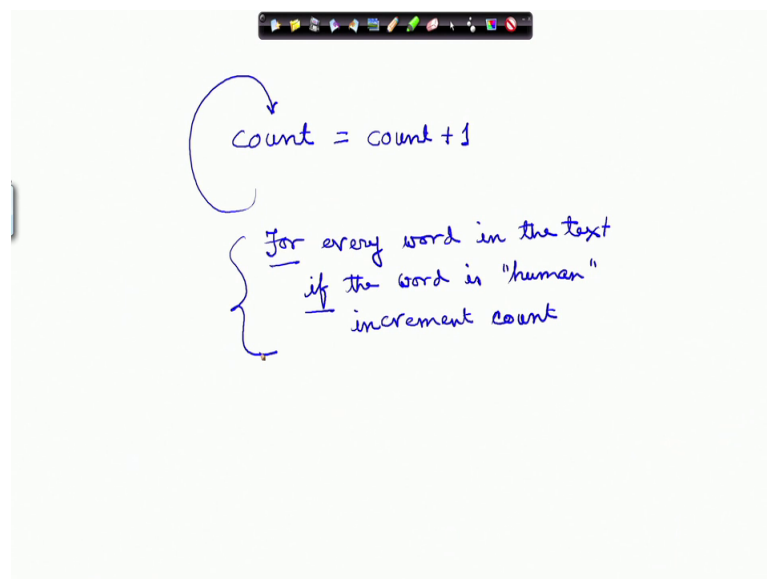 count = count + 1
For every word in the text
if the word is "human"
increment count